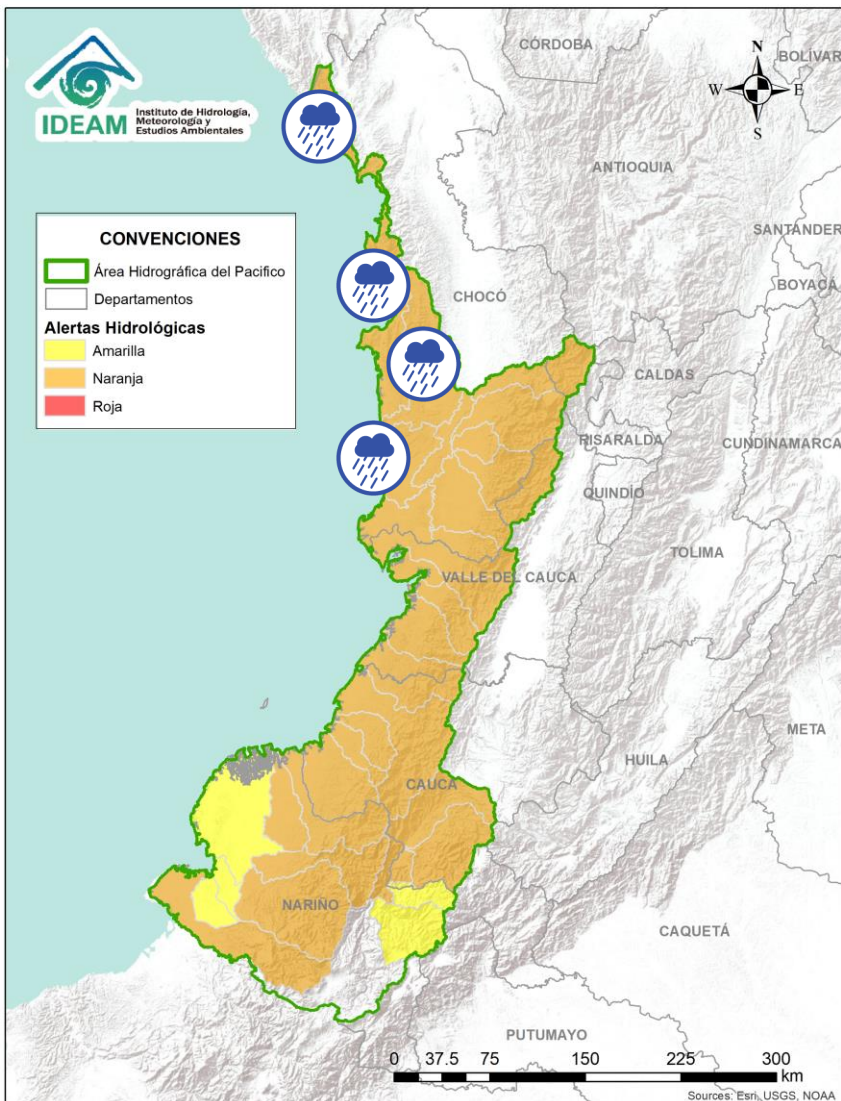 CÓRDOBA
BOLÍVAR
IDEAM
Instituto de Hidrología,
Meteorología y
Estudios Ambientales
N
W E
S
ANTIOQUIA
SANTANDER
CONVENCIONES
Área Hidrográfica del Pacifico
Departamentos
Alertas Hidrológicas
Amarilla
Naranja
Roja
BOYACÁ
CHOCÓ
CALDAS
RISARALDA
CUNDINAMARCA
QUINDÍO
TOLIMA
VALLE DEL CAUCA
META
HUILA
CAUCA
NARIÑO
CAQUETÁ
PUTUMAYO
0 37.5 75 150 225 300
km
Sources: Esri, USGS, NOAA